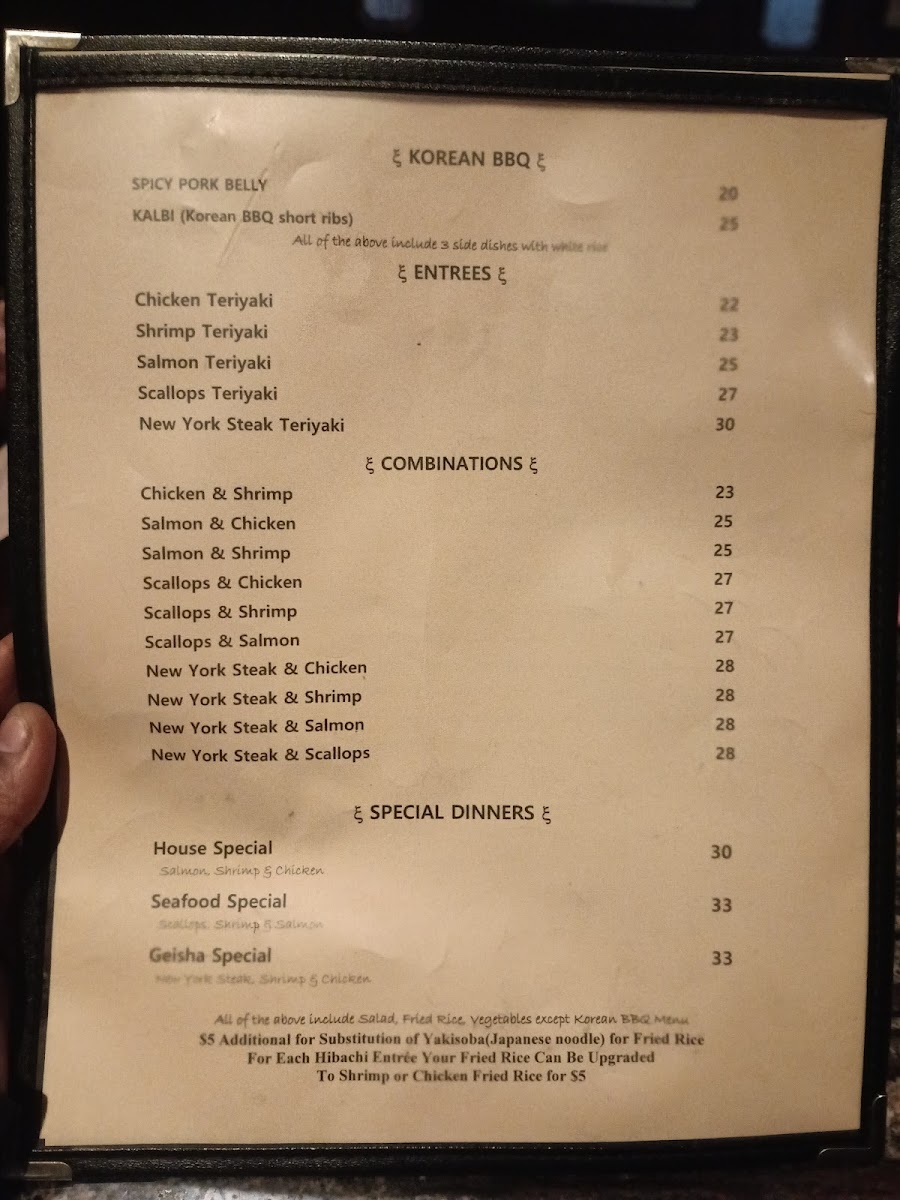 ξ KOREAN BBQ ξ
SPICY PORK BELLY 20
KALBI (Korean BBQ short ribs) 25
All of the above include 3 side dishes with white rice
ξ ENTREES ξ
Chicken Teriyaki 22
Shrimp Teriyaki 23
Salmon Teriyaki 25
Scallops Teriyaki 27
New York Steak Teriyaki 30
ξ COMBINATIONS ξ
Chicken & Shrimp 23
Salmon & Chicken 25
Salmon & Shrimp 25
Scallops & Chicken 27
Scallops & Shrimp 27
Scallops & Salmon 27
New York Steak & Chicken 28
New York Steak & Shrimp 28
New York Steak & Salmon 28
New York Steak & Scallops 28
ξ SPECIAL DINNERS ξ
House Special 30
Salmon, Shrimp & Chicken
Seafood Special 33
Scallops, Shrimp & Salmon
Geisha Special 33
New York Steak, Shrimp & Chicken
All of the above include Salad, Fried Rice, Vegetables except Korean BBQ Menu
$5 Additional for Substitution of Yakisoba(Japanese noodle) for Fried Rice
For Each Hibachi Entrée Your Fried Rice Can Be Upgraded
To Shrimp or Chicken Fried Rice for $5